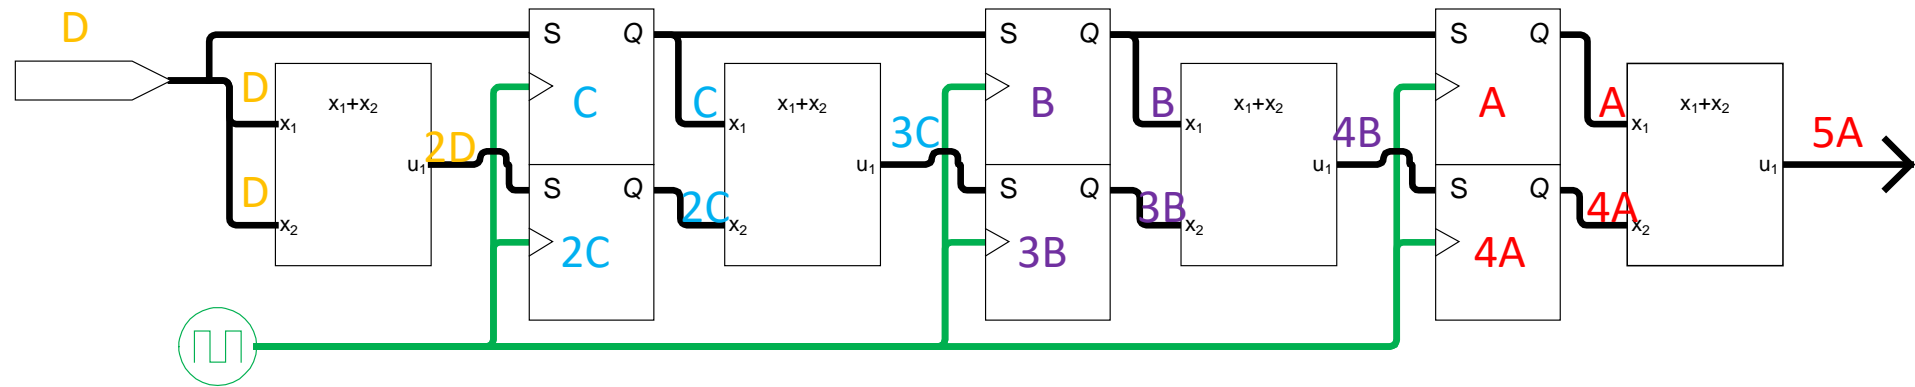 D
D
x₁+x₂
x₁
D
x₂
u₁
2D
S Q
C
S Q
2C
C
2C
x₁+x₂
x₁
x₂
u₁
3C
S Q
B
S Q
3B
B
3B
x₁+x₂
x₁
x₂
u₁
4B
S Q
A
S Q
4A
A
4A
x₁+x₂
x₁
x₂
u₁
5A